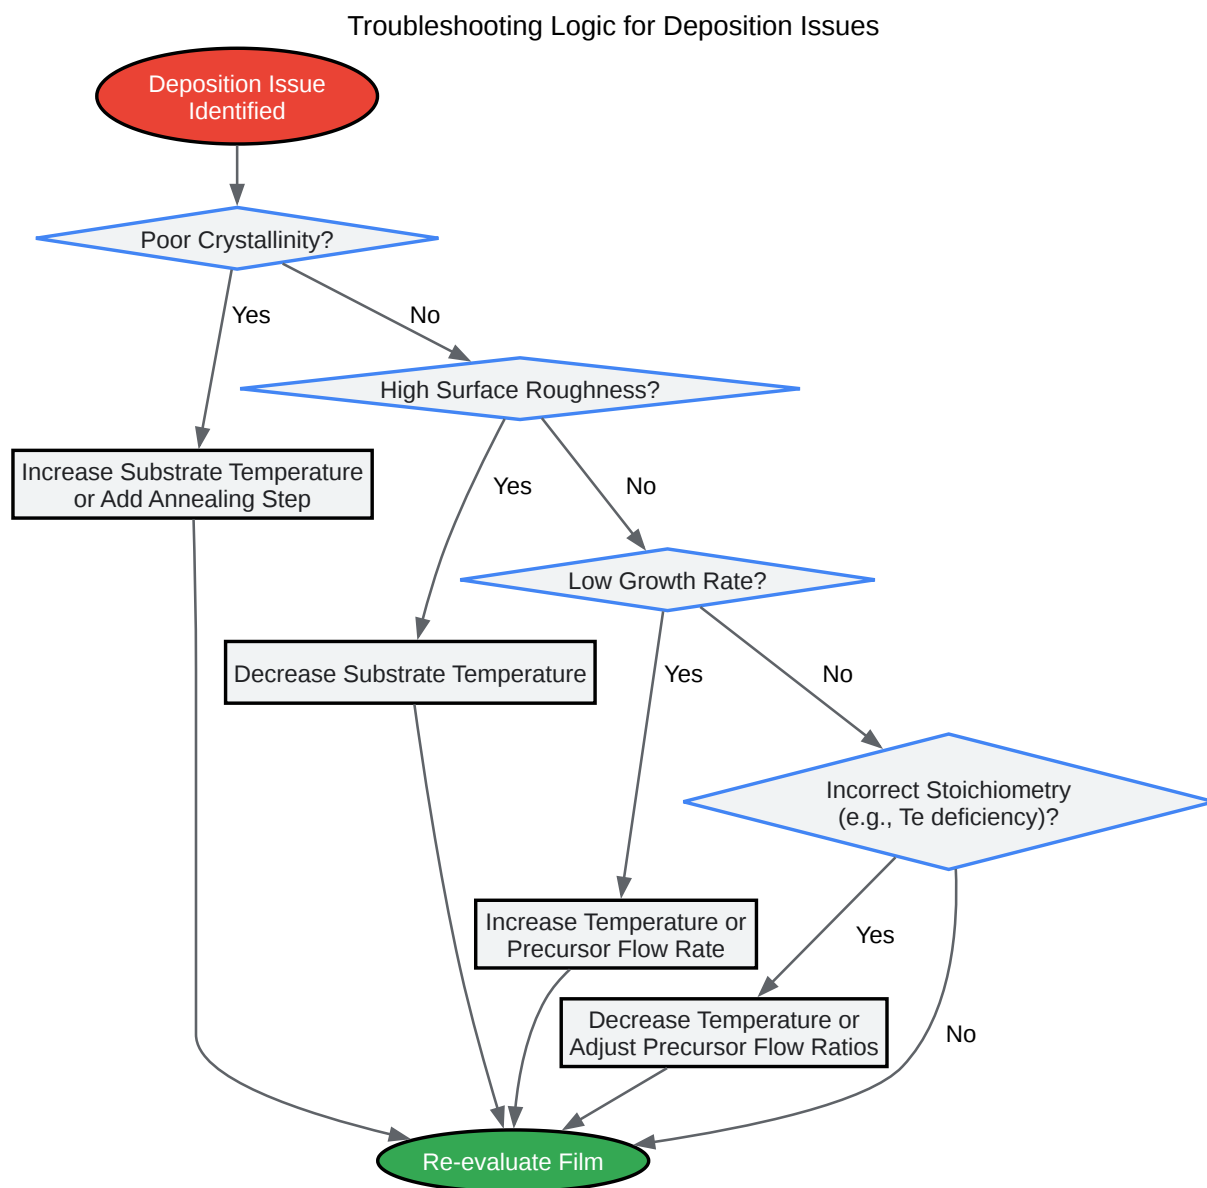 Troubleshooting Logic for Deposition Issues
Deposition Issue
Identified
Poor Crystallinity?
Yes
No
High Surface Roughness?
Increase Substrate Temperature
or Add Annealing Step
Yes
No
Low Growth Rate?
Decrease Substrate Temperature
Yes
No
Incorrect Stoichiometry
(e.g., Te deficiency)?
Increase Temperature or
Precursor Flow Rate
Yes
Decrease Temperature or
Adjust Precursor Flow Ratios
No
Re-evaluate Film